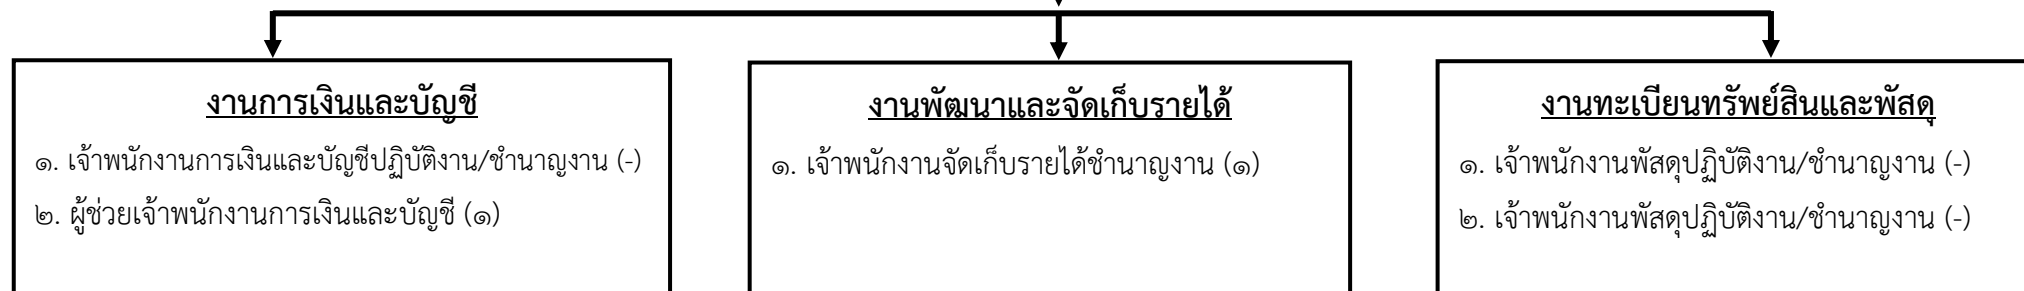 งานการเงินและบัญชี
๑. เจ้าพนักงานการเงินและบัญชีปฏิบัติงาน/ชำนาญงาน (-)
๒. ผู้ช่วยเจ้าพนักงานการเงินและบัญชี (๑)
งานพัฒนาและจัดเก็บรายได้
๑. เจ้าพนักงานจัดเก็บรายได้ชำนาญงาน (๑)
งานทะเบียนทรัพย์สินและพัสดุ
๑. เจ้าพนักงานพัสดุปฏิบัติงาน/ชำนาญงาน (-)
๒. เจ้าพนักงานพัสดุปฏิบัติงาน/ชำนาญงาน (-)